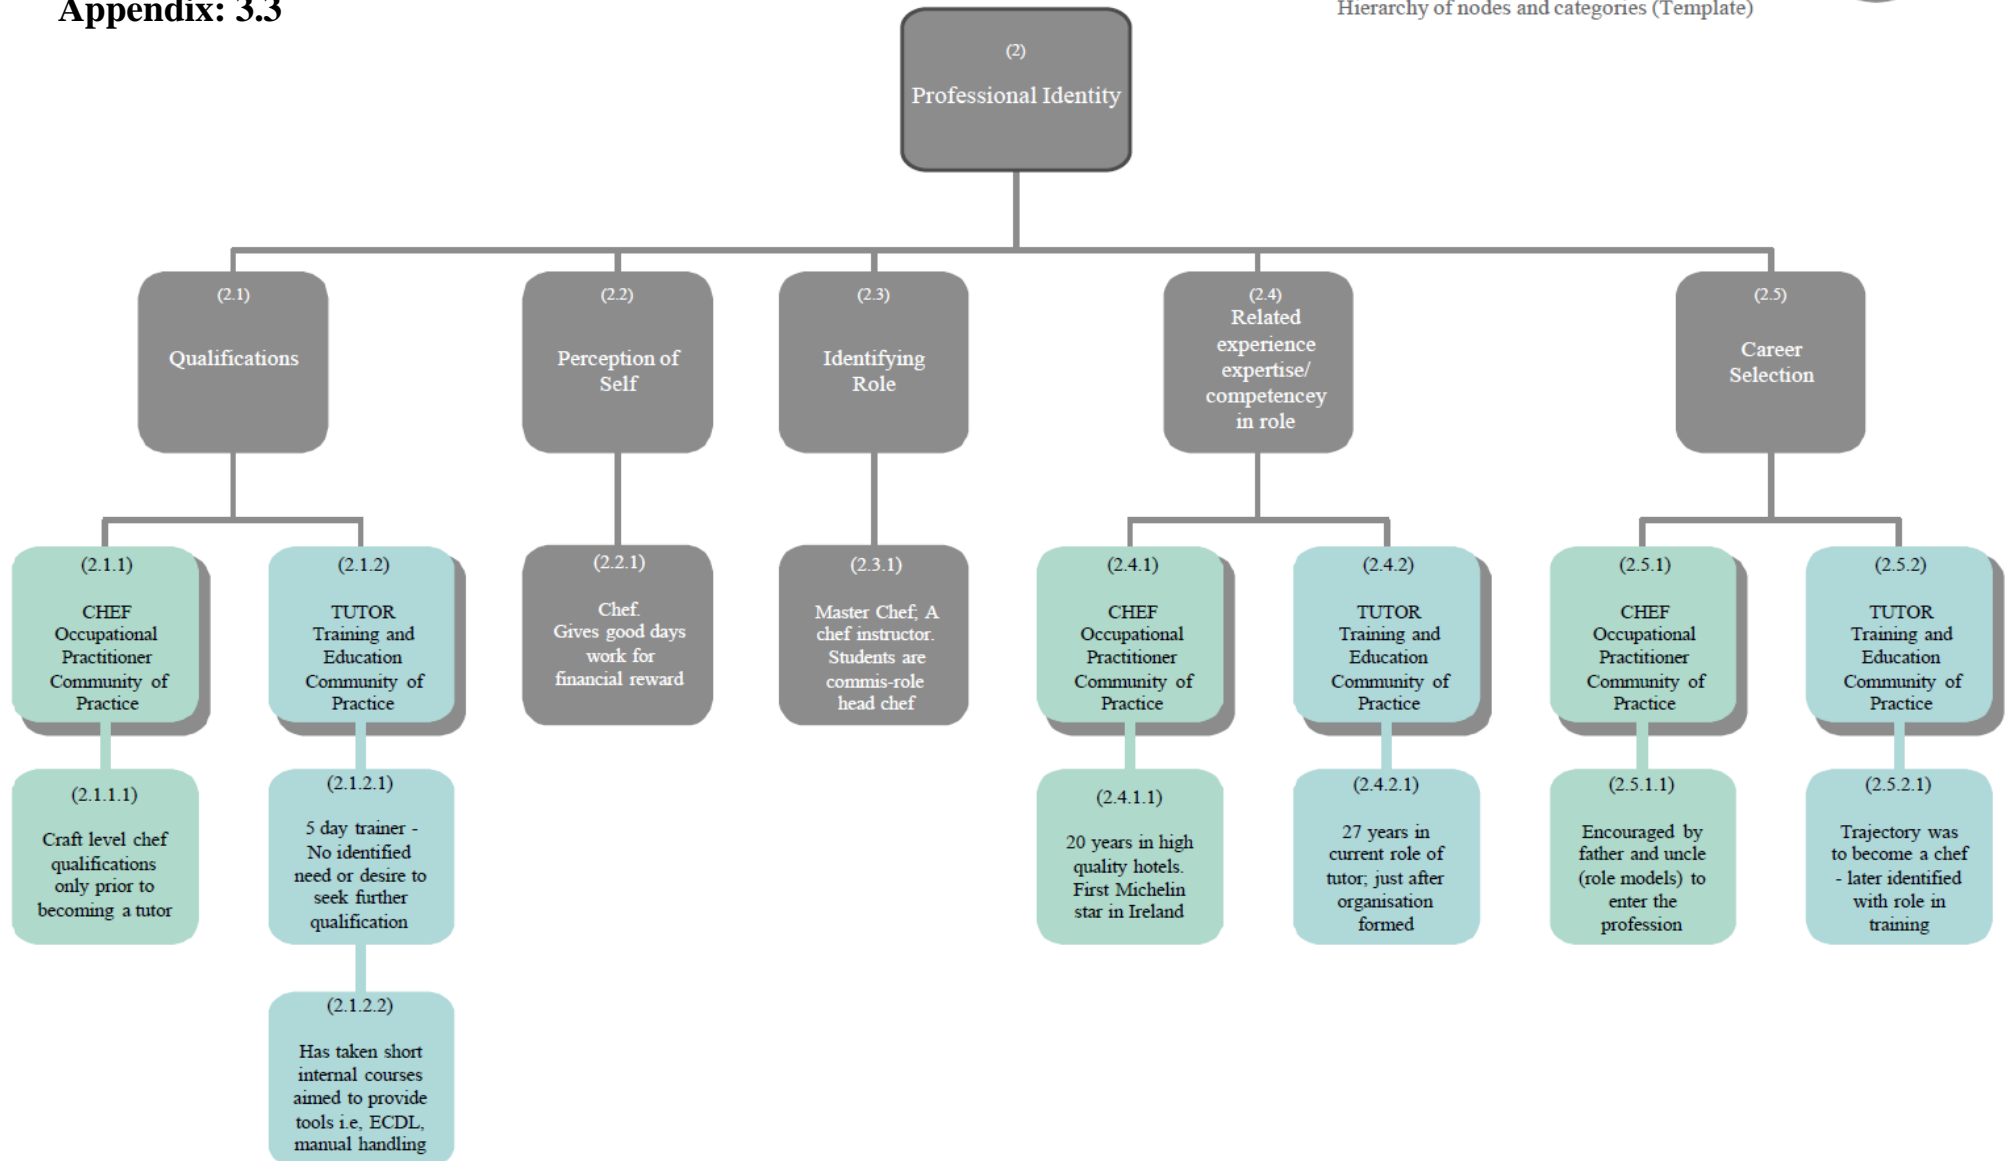 Appendix: 3.3
Hierarchy of nodes and categories (Template)
(2)
Professional Identity
(2.1)
Qualifications
(2.2)
Perception of
Self
(2.3)
Identifying
Role
(2.4)
Related
experience
expertise/
competencey
in role
(2.5)
Career
Selection
(2.1.1)
CHEF
Occupational
Practitioner
Community of
Practice
(2.1.2)
TUTOR
Training and
Education
Community of
Practice
(2.2.1)
Chef.
Gives good days
work for
financial reward
(2.3.1)
Master Chef; A
chef instructor.
Students are
commis-role
head chef
(2.4.1)
CHEF
Occupational
Practitioner
Community of
Practice
(2.4.2)
TUTOR
Training and
Education
Community of
Practice
(2.5.1)
CHEF
Occupational
Practitioner
Community of
Practice
(2.5.2)
TUTOR
Training and
Education
Community of
Practice
(2.1.1.1)
Craft level chef
qualifications
only prior to
becoming a tutor
(2.1.2.1)
5 day trainer -
No identified
need or desire to
seek further
qualification
(2.4.1.1)
20 years in high
quality hotels.
First Michelin
star in Ireland
(2.4.2.1)
27 years in
current role of
tutor; just after
organisation
formed
(2.5.1.1)
Encouraged by
father and uncle
(role models) to
enter the
profession
(2.5.2.1)
Trajectory was
to become a chef
- later identified
with role in
training
(2.1.2.2)
Has taken short
internal courses
aimed to provide
tools i.e, ECDL,
manual handling